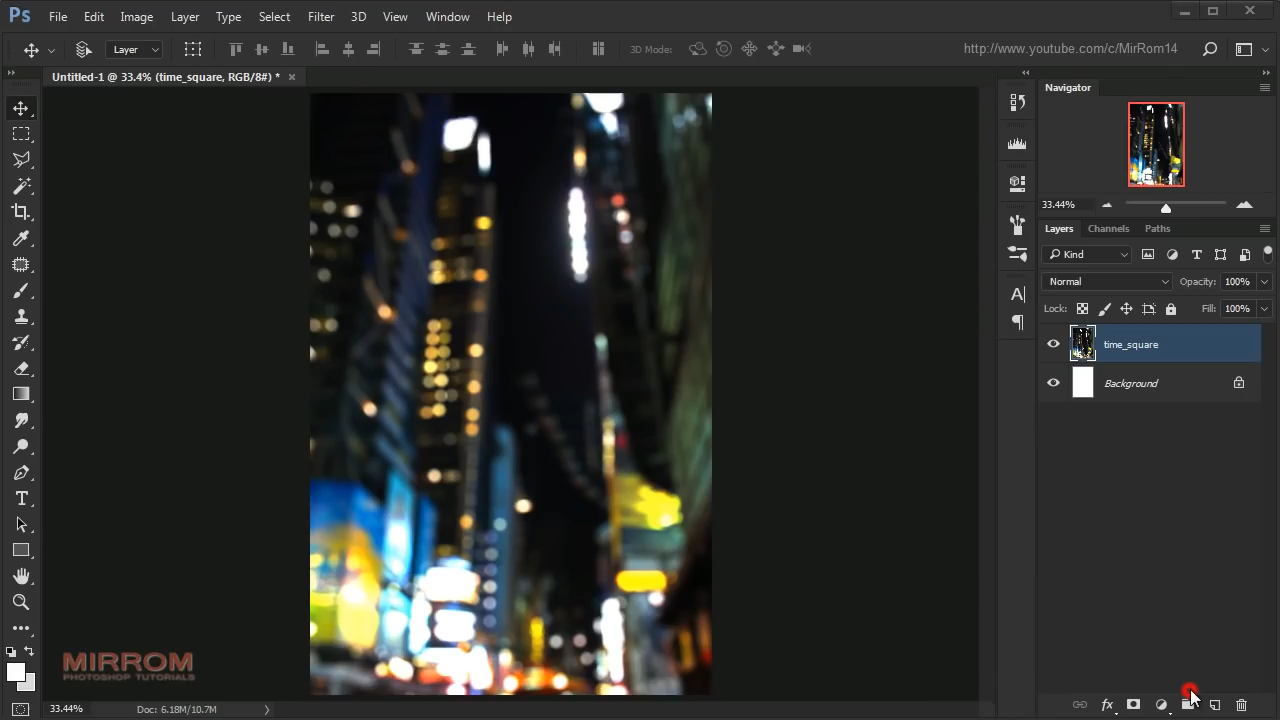 Ps File Edit Image Layer Type Select Filter 3D View Window Help
Layer 3D Mode: http://www.youtube.com/c/MirRom14
Untitled-1 @ 33.4% (time_square, RGB/8#) * ×
Navigator
33.44%
Layers Channels Paths
Kind
Normal Opacity: 100%
Lock: Fill: 100%
time_square
Background
MIRROM
PHOTOSHOP TUTORIALS
33.44% Doc: 6.18M/10.7M